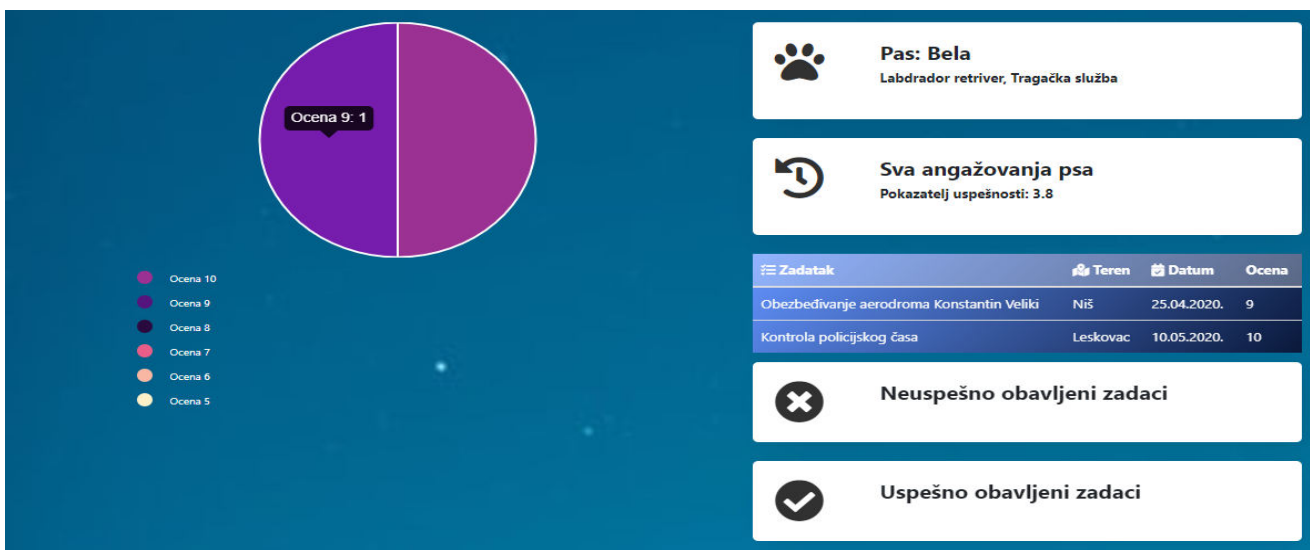 Ocena 9: 1
Ocena 10
Ocena 9
Ocena 8
Ocena 7
Ocena 6
Ocena 5
Pas: Bela
Labdrador retriver, Tragačka služba
Sva angažovanja psa
Pokazatelj uspešnosti: 3.8
Zadatak Teren Datum Ocena
Obezbeđivanje aerodroma Konstantin Veliki Niš 25.04.2020. 9
Kontrola policijskog časa Leskovac 10.05.2020. 10
Neuspešno obavljeni zadaci
Uspešno obavljeni zadaci